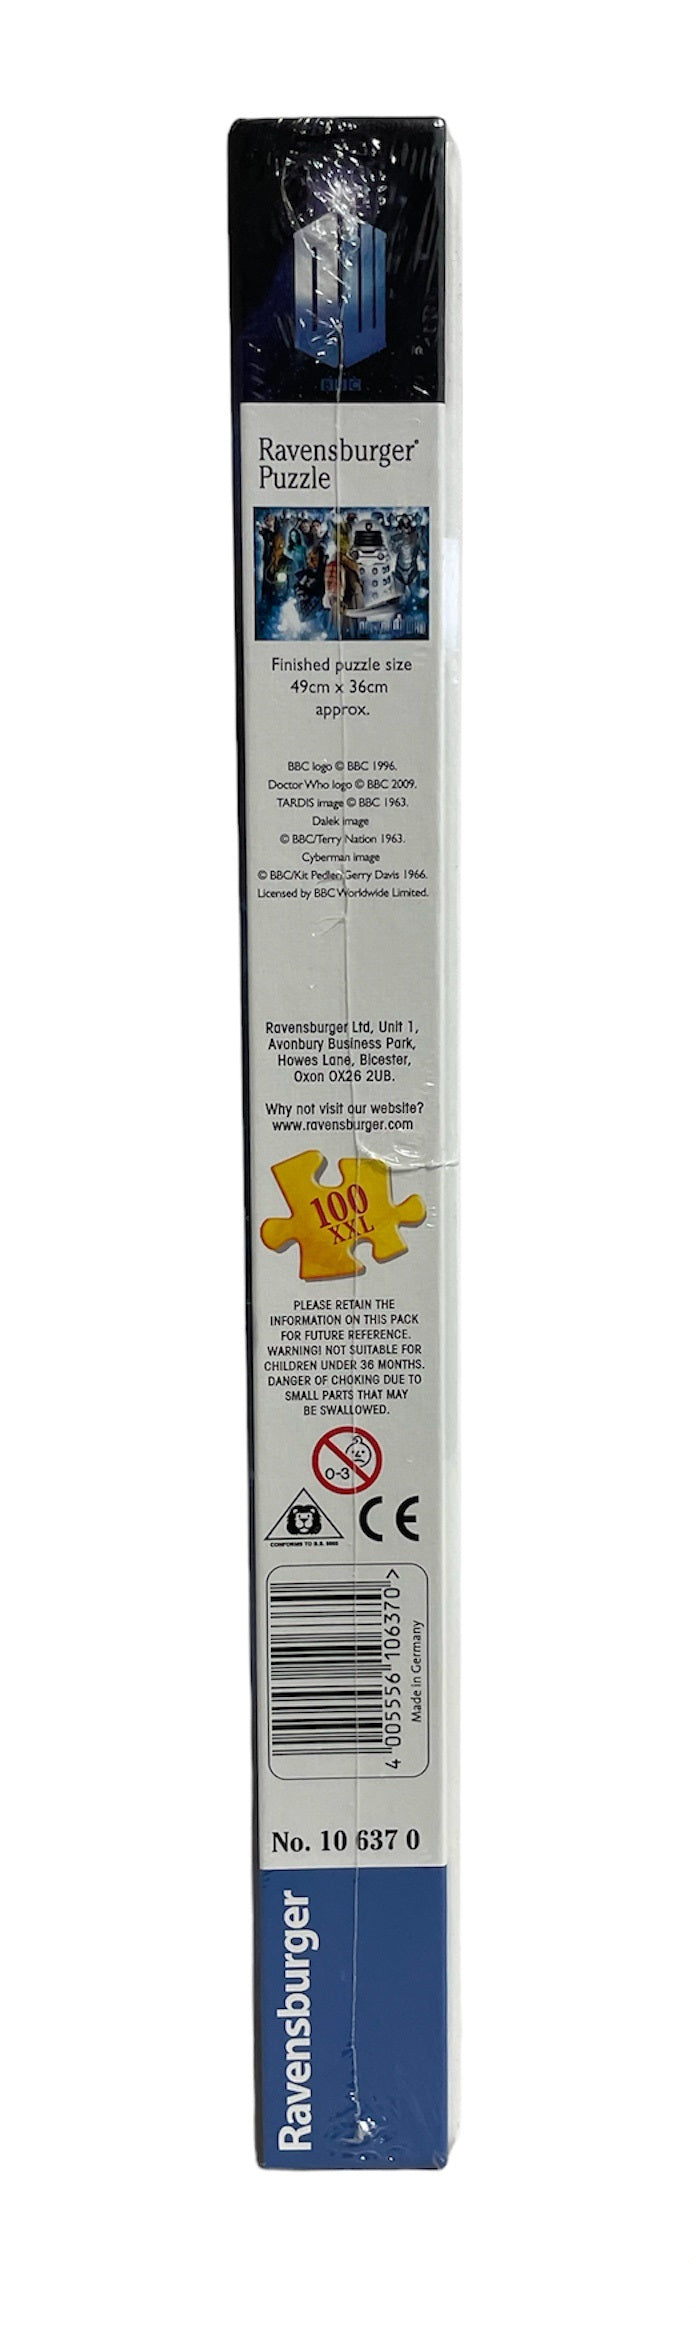 BBC
Ravensburger®
Puzzle
Finished puzzle size
49cm x 36cm
approx.
BBC logo © BBC 1996.
Doctor Who logo © BBC 2009.
TARDIS image © BBC 1963.
Dalek image
© BBC/Terry Nation 1963.
Cyberman image
© BBC/Kit Pedler/Gerry Davis 1966.
Licensed by BBC Worldwide Limited.
Ravensburger Ltd, Unit 1,
Avonbury Business Park,
Howes Lane, Bicester,
Oxon OX26 2UB.
Why not visit our website?
www.ravensburger.com
100
XXL
PLEASE RETAIN THE
INFORMATION ON THIS PACK
FOR FUTURE REFERENCE.
WARNING! NOT SUITABLE FOR
CHILDREN UNDER 36 MONTHS.
DANGER OF CHOKING DUE TO
SMALL PARTS THAT MAY
BE SWALLOWED.
0-3
CE
CONFORMS TO B.S. 5665
4 005556 106370 >
Made in Germany
No. 10 637 0
Ravensburger